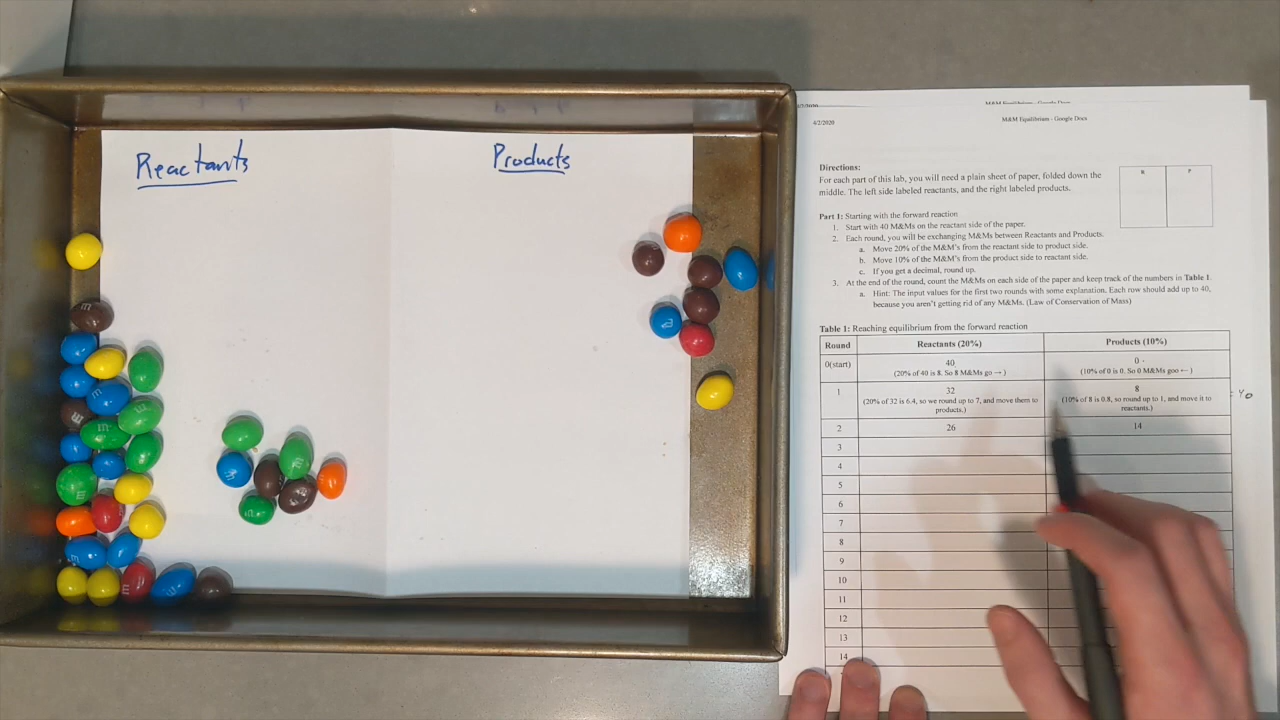 Reactants
Products
4/2/2020
M&M Equilibrium - Google Docs
Directions:
For each part of this lab, you will need a plain sheet of paper, folded down the
middle. The left side labeled reactants, and the right labeled products.
R P
Part 1: Starting with the forward reaction
1. Start with 40 M&Ms on the reactant side of the paper.
2. Each round, you will be exchanging M&Ms between Reactants and Products.
a. Move 20% of the M&M's from the reactant side to product side.
b. Move 10% of the M&M's from the product side to reactant side.
c. If you get a decimal, round up.
3. At the end of the round, count the M&Ms on each side of the paper and keep track of the numbers in Table 1.
a. Hint: The input values for the first two rounds with some explanation. Each row should add up to 40,
because you aren't getting rid of any M&Ms. (Law of Conservation of Mass)
Table 1: Reaching equilibrium from the forward reaction
Round Reactants (20%) Products (10%)
0(start) 40 0
(20% of 40 is 8. So 8 M&Ms go → ) (10% of 0 is 0. So 0 M&Ms goo ← )
1 32 8
(20% of 32 is 6.4, so we round up to 7, and move them to (10% of 8 is 0.8, so round up to 1, and move it to
products.) reactants.)
= 40
2 26 14
3
4
5
6
7
8
9
10
11
12
13
14